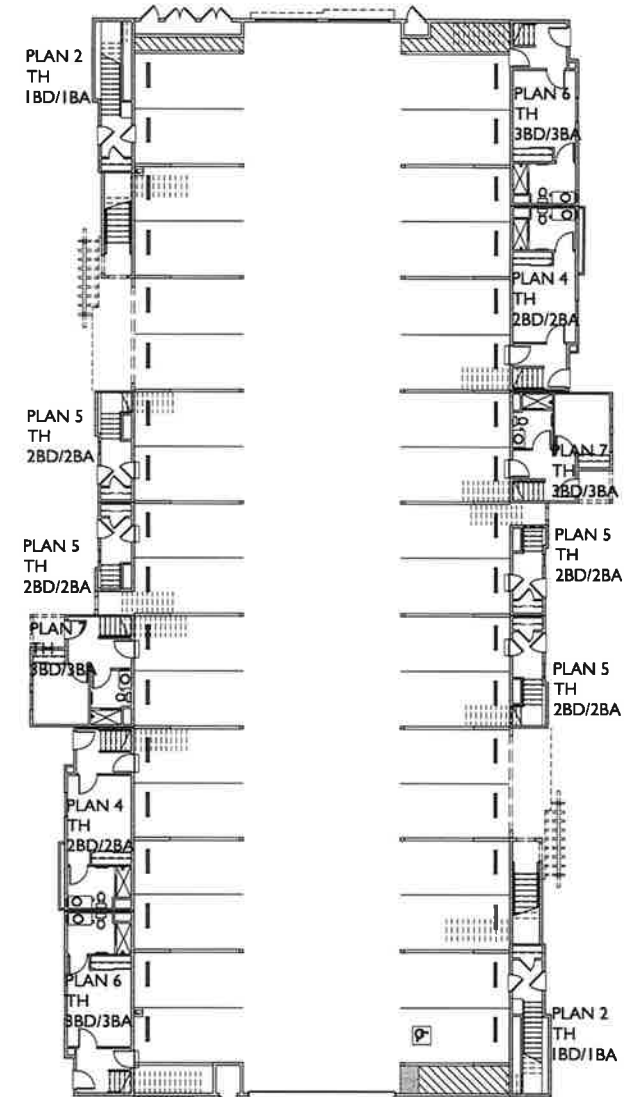 PLAN 2
TH
1BD/1BA
PLAN 6
TH
3BD/3BA
PLAN 4
TH
2BD/2BA
PLAN 5
TH
2BD/2BA
PLAN 7
TH
3BD/3BA
PLAN 5
TH
2BD/2BA
PLAN 5
TH
2BD/2BA
PLAN
TH
3BD/3BA
PLAN 5
TH
2BD/2BA
PLAN 4
TH
2BD/2BA
PLAN 6
TH
3BD/3BA
PLAN 2
TH
1BD/1BA